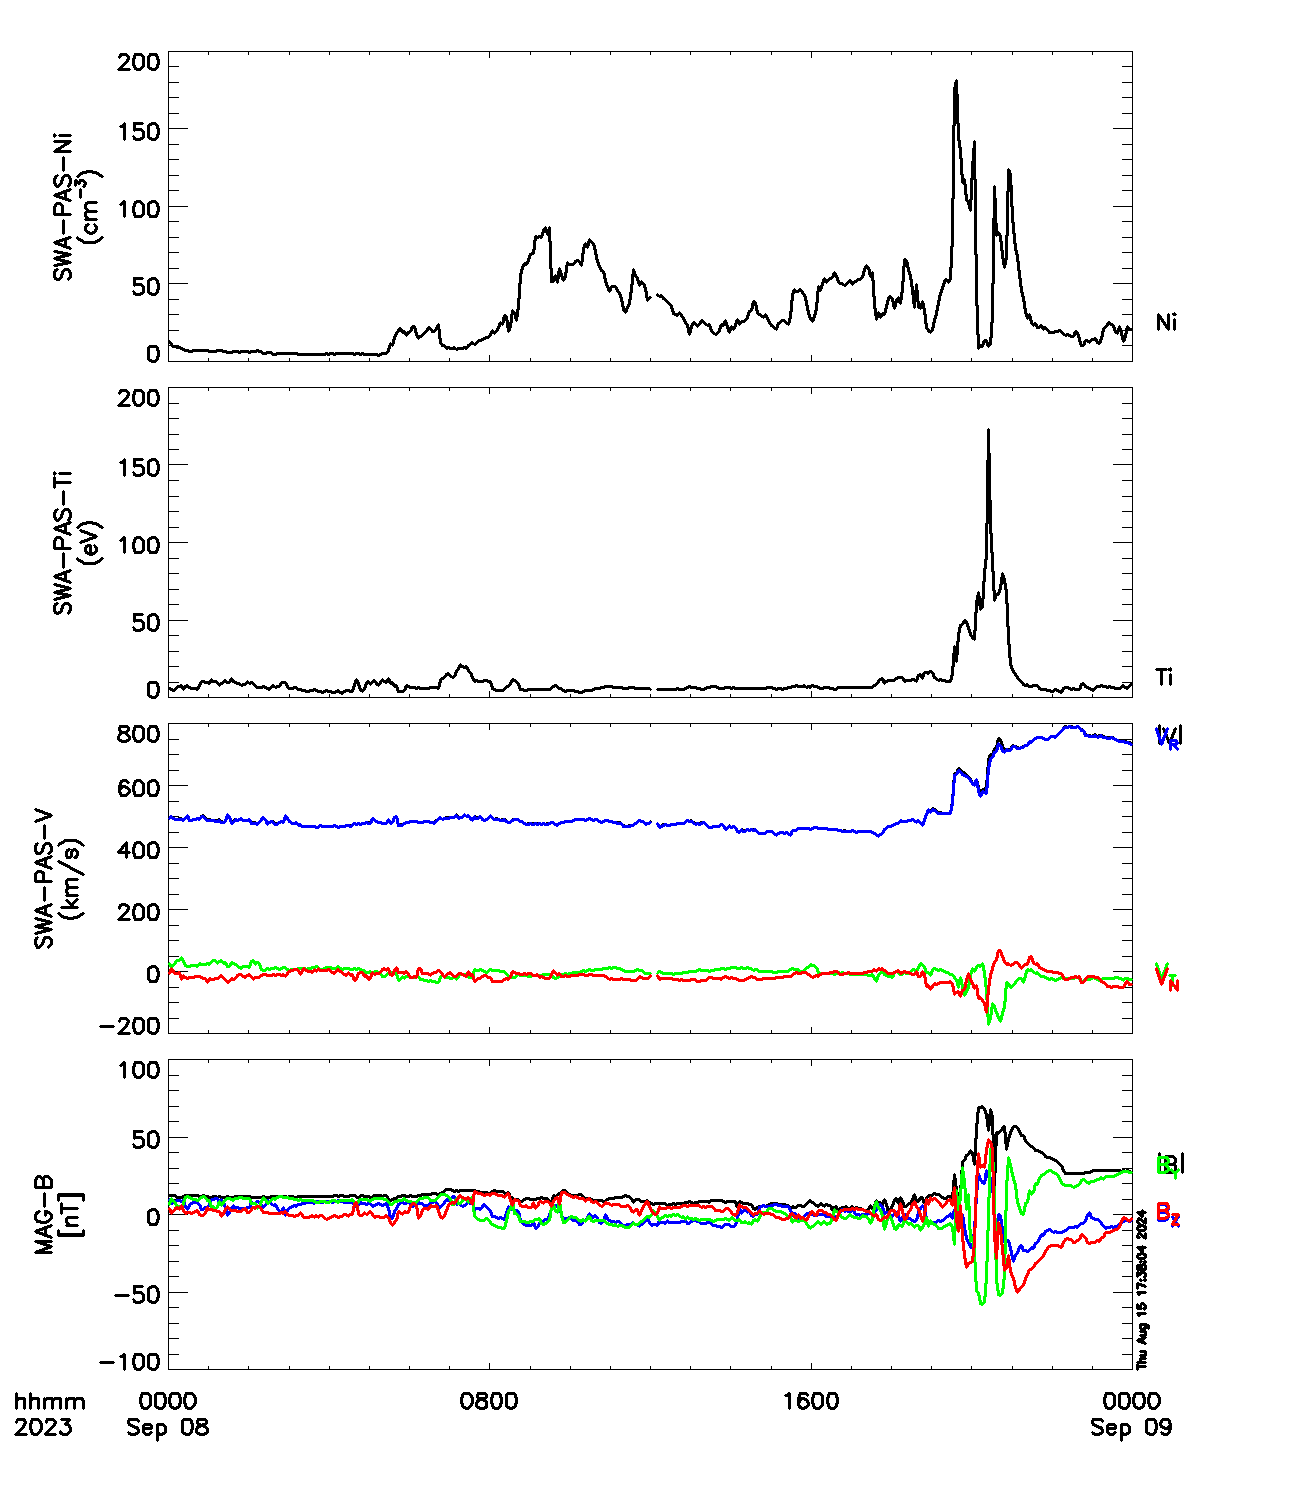 200
150
100
50
0
SWA-PAS-Ni
(cm⁻³)
Ni
200
150
100
50
0
SWA-PAS-Ti
(eV)
Ti
800
600
400
200
0
-200
SWA-PAS-V
(km/s)
|V|
V_R
V_N
100
50
0
-50
-100
MAG-B
[nT]
|B|
B_Y
B_Z
Thu Aug 15 17:38:04 2024
hhmm 0000 0800 1600 0000
2023 Sep 08 Sep 09